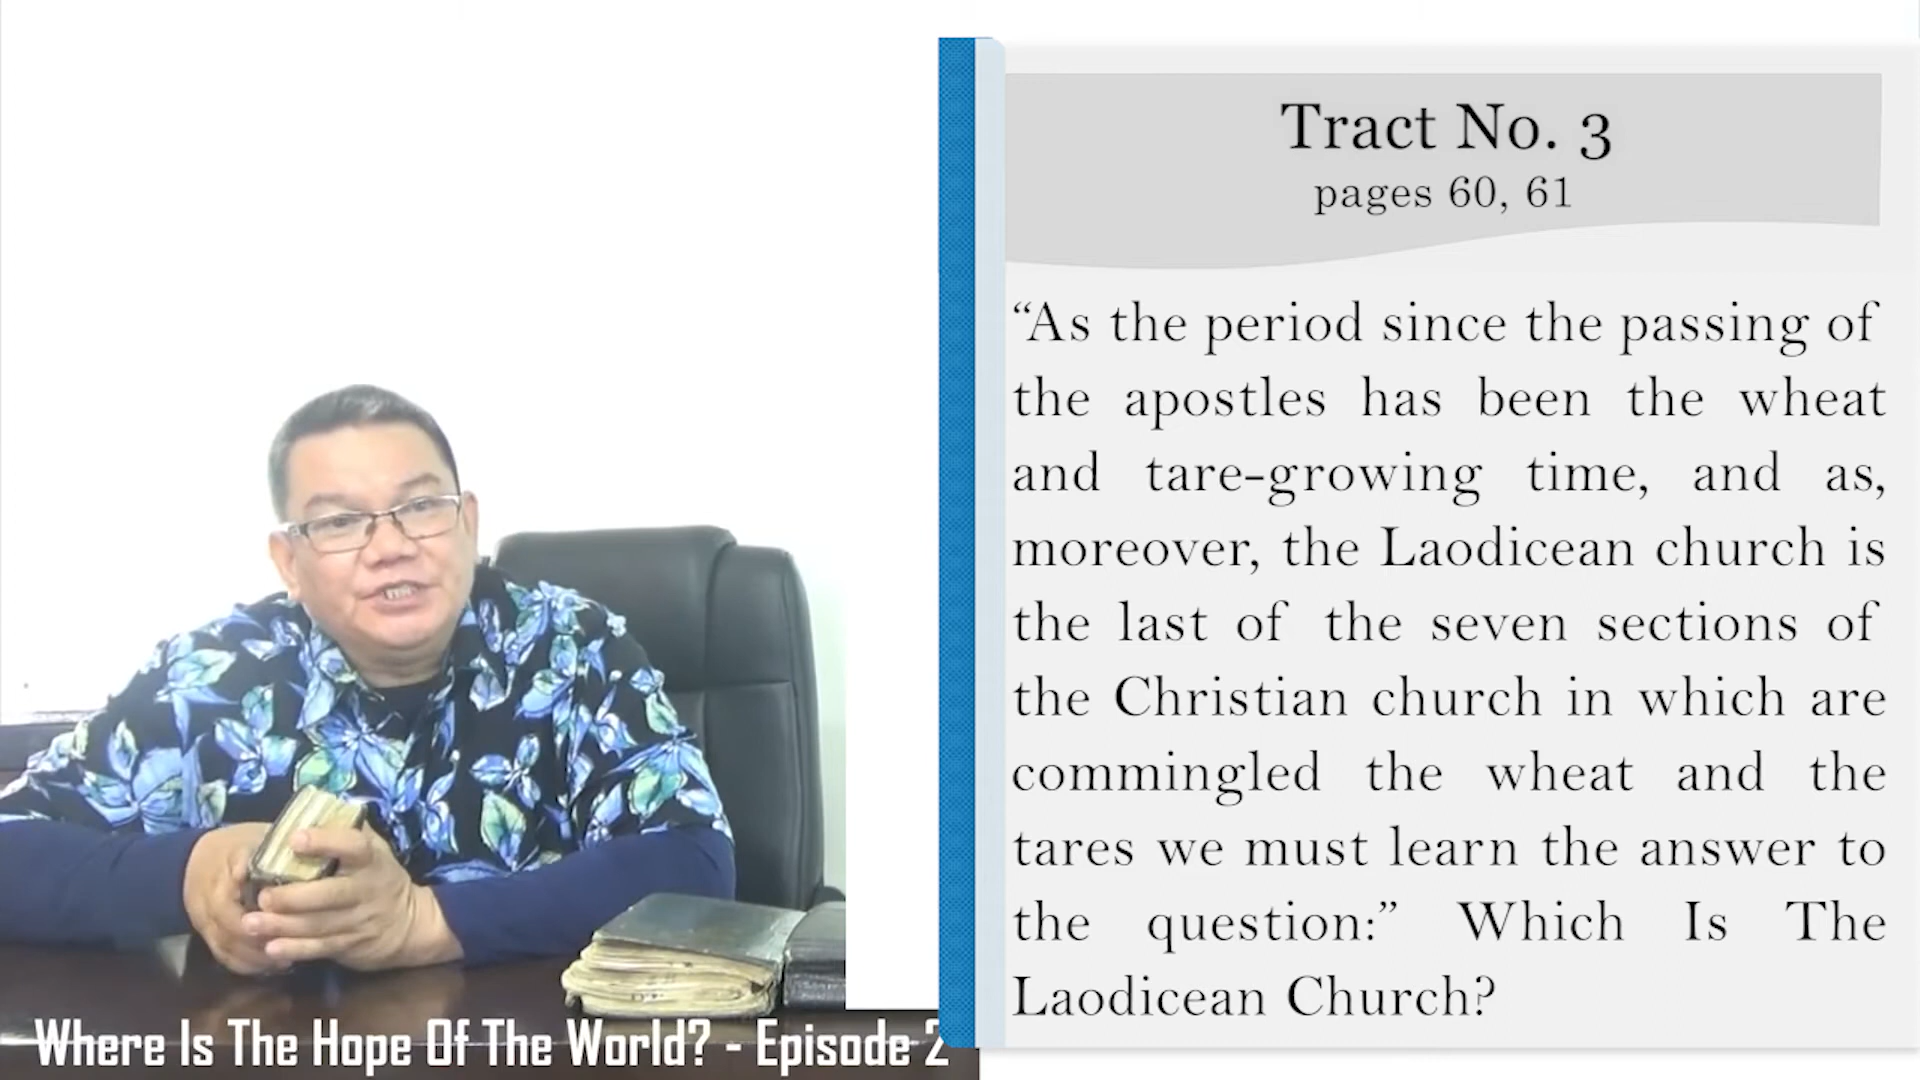 Tract No. 3
pages 60, 61
“As the period since the passing of
the apostles has been the wheat
and tare-growing time, and as,
moreover, the Laodicean church is
the last of the seven sections of
the Christian church in which are
commingled the wheat and the
tares we must learn the answer to
the question:” Which Is The
Laodicean Church?
Where Is The Hope Of The World? - Episode 2